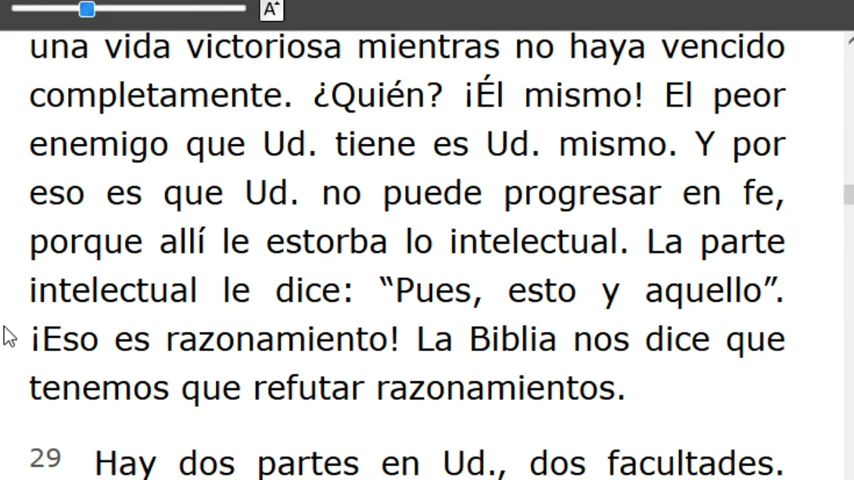 A
una vida victoriosa mientras no haya vencido
completamente. ¿Quién? ¡Él mismo! El peor
enemigo que Ud. tiene es Ud. mismo. Y por
eso es que Ud. no puede progresar en fe,
porque allí le estorba lo intelectual. La parte
intelectual le dice: “Pues, esto y aquello”.
¡Eso es razonamiento! La Biblia nos dice que
tenemos que refutar razonamientos.
29 Hay dos partes en Ud., dos facultades.